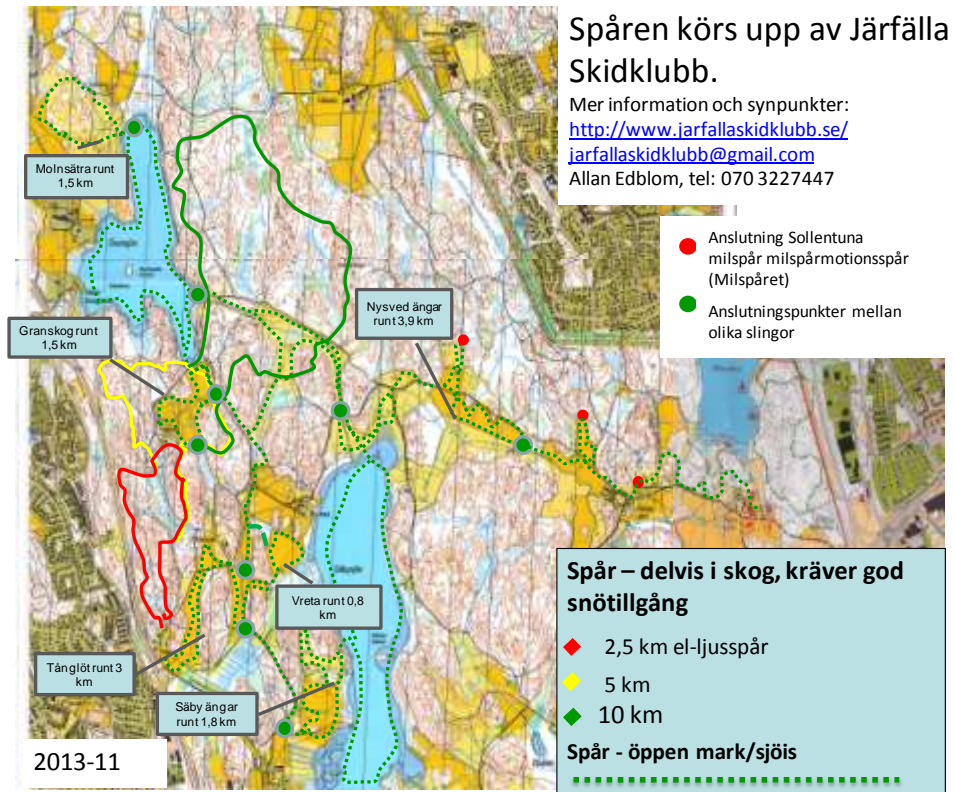 Spåren körs upp av Järfälla
Skidklubb.
Mer information och synpunkter:
http://www.jarfallaskidklubb.se/
jarfallaskidklubb@gmail.com
Allan Edblom, tel: 070 3227447
Anslutning Sollentuna
milspår milspårmotionsspår
(Milspåret)
Anslutningspunkter mellan
olika slingor
Molnsätra runt
1,5 km
Nysved ängar
runt 3,9 km
Granskog runt
1,5 km
Vreta runt 0,8
km
Tånglöt runt 3
km
Säby ängar
runt 1,8 km
Spår – delvis i skog, kräver god
snötillgång
2,5 km el-ljusspår
5 km
10 km
Spår - öppen mark/sjöis
2013-11